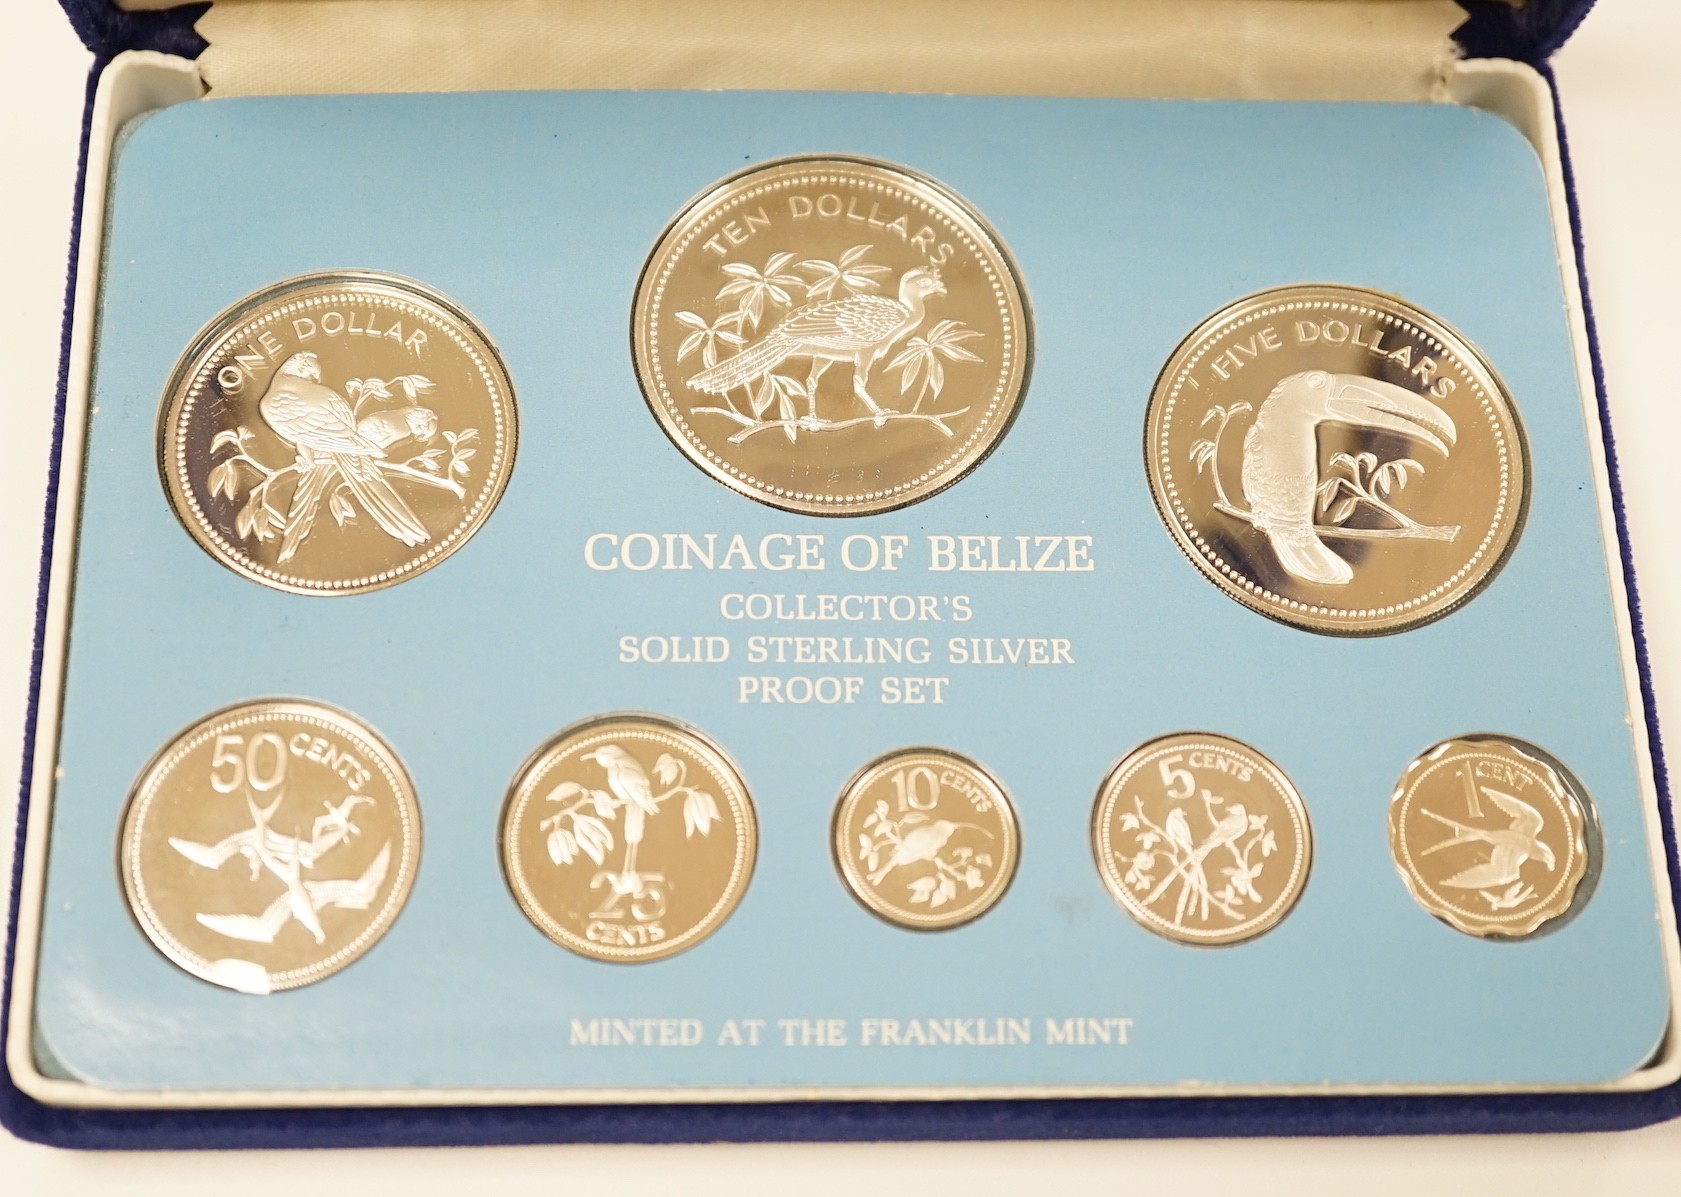 TEN DOLLARS
ONE DOLLAR
FIVE DOLLARS
COINAGE OF BELIZE
COLLECTOR'S
SOLID STERLING SILVER
PROOF SET
50 CENTS
25
CENTS
10 CENTS
5 CENTS
1 CENT
MINTED AT THE FRANKLIN MINT